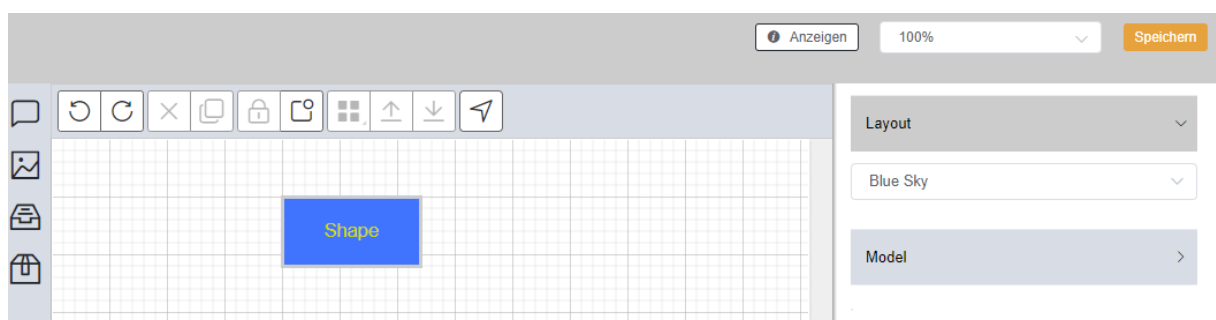 Anzeigen
100%
Speichern
Layout
Blue Sky
Shape
Model